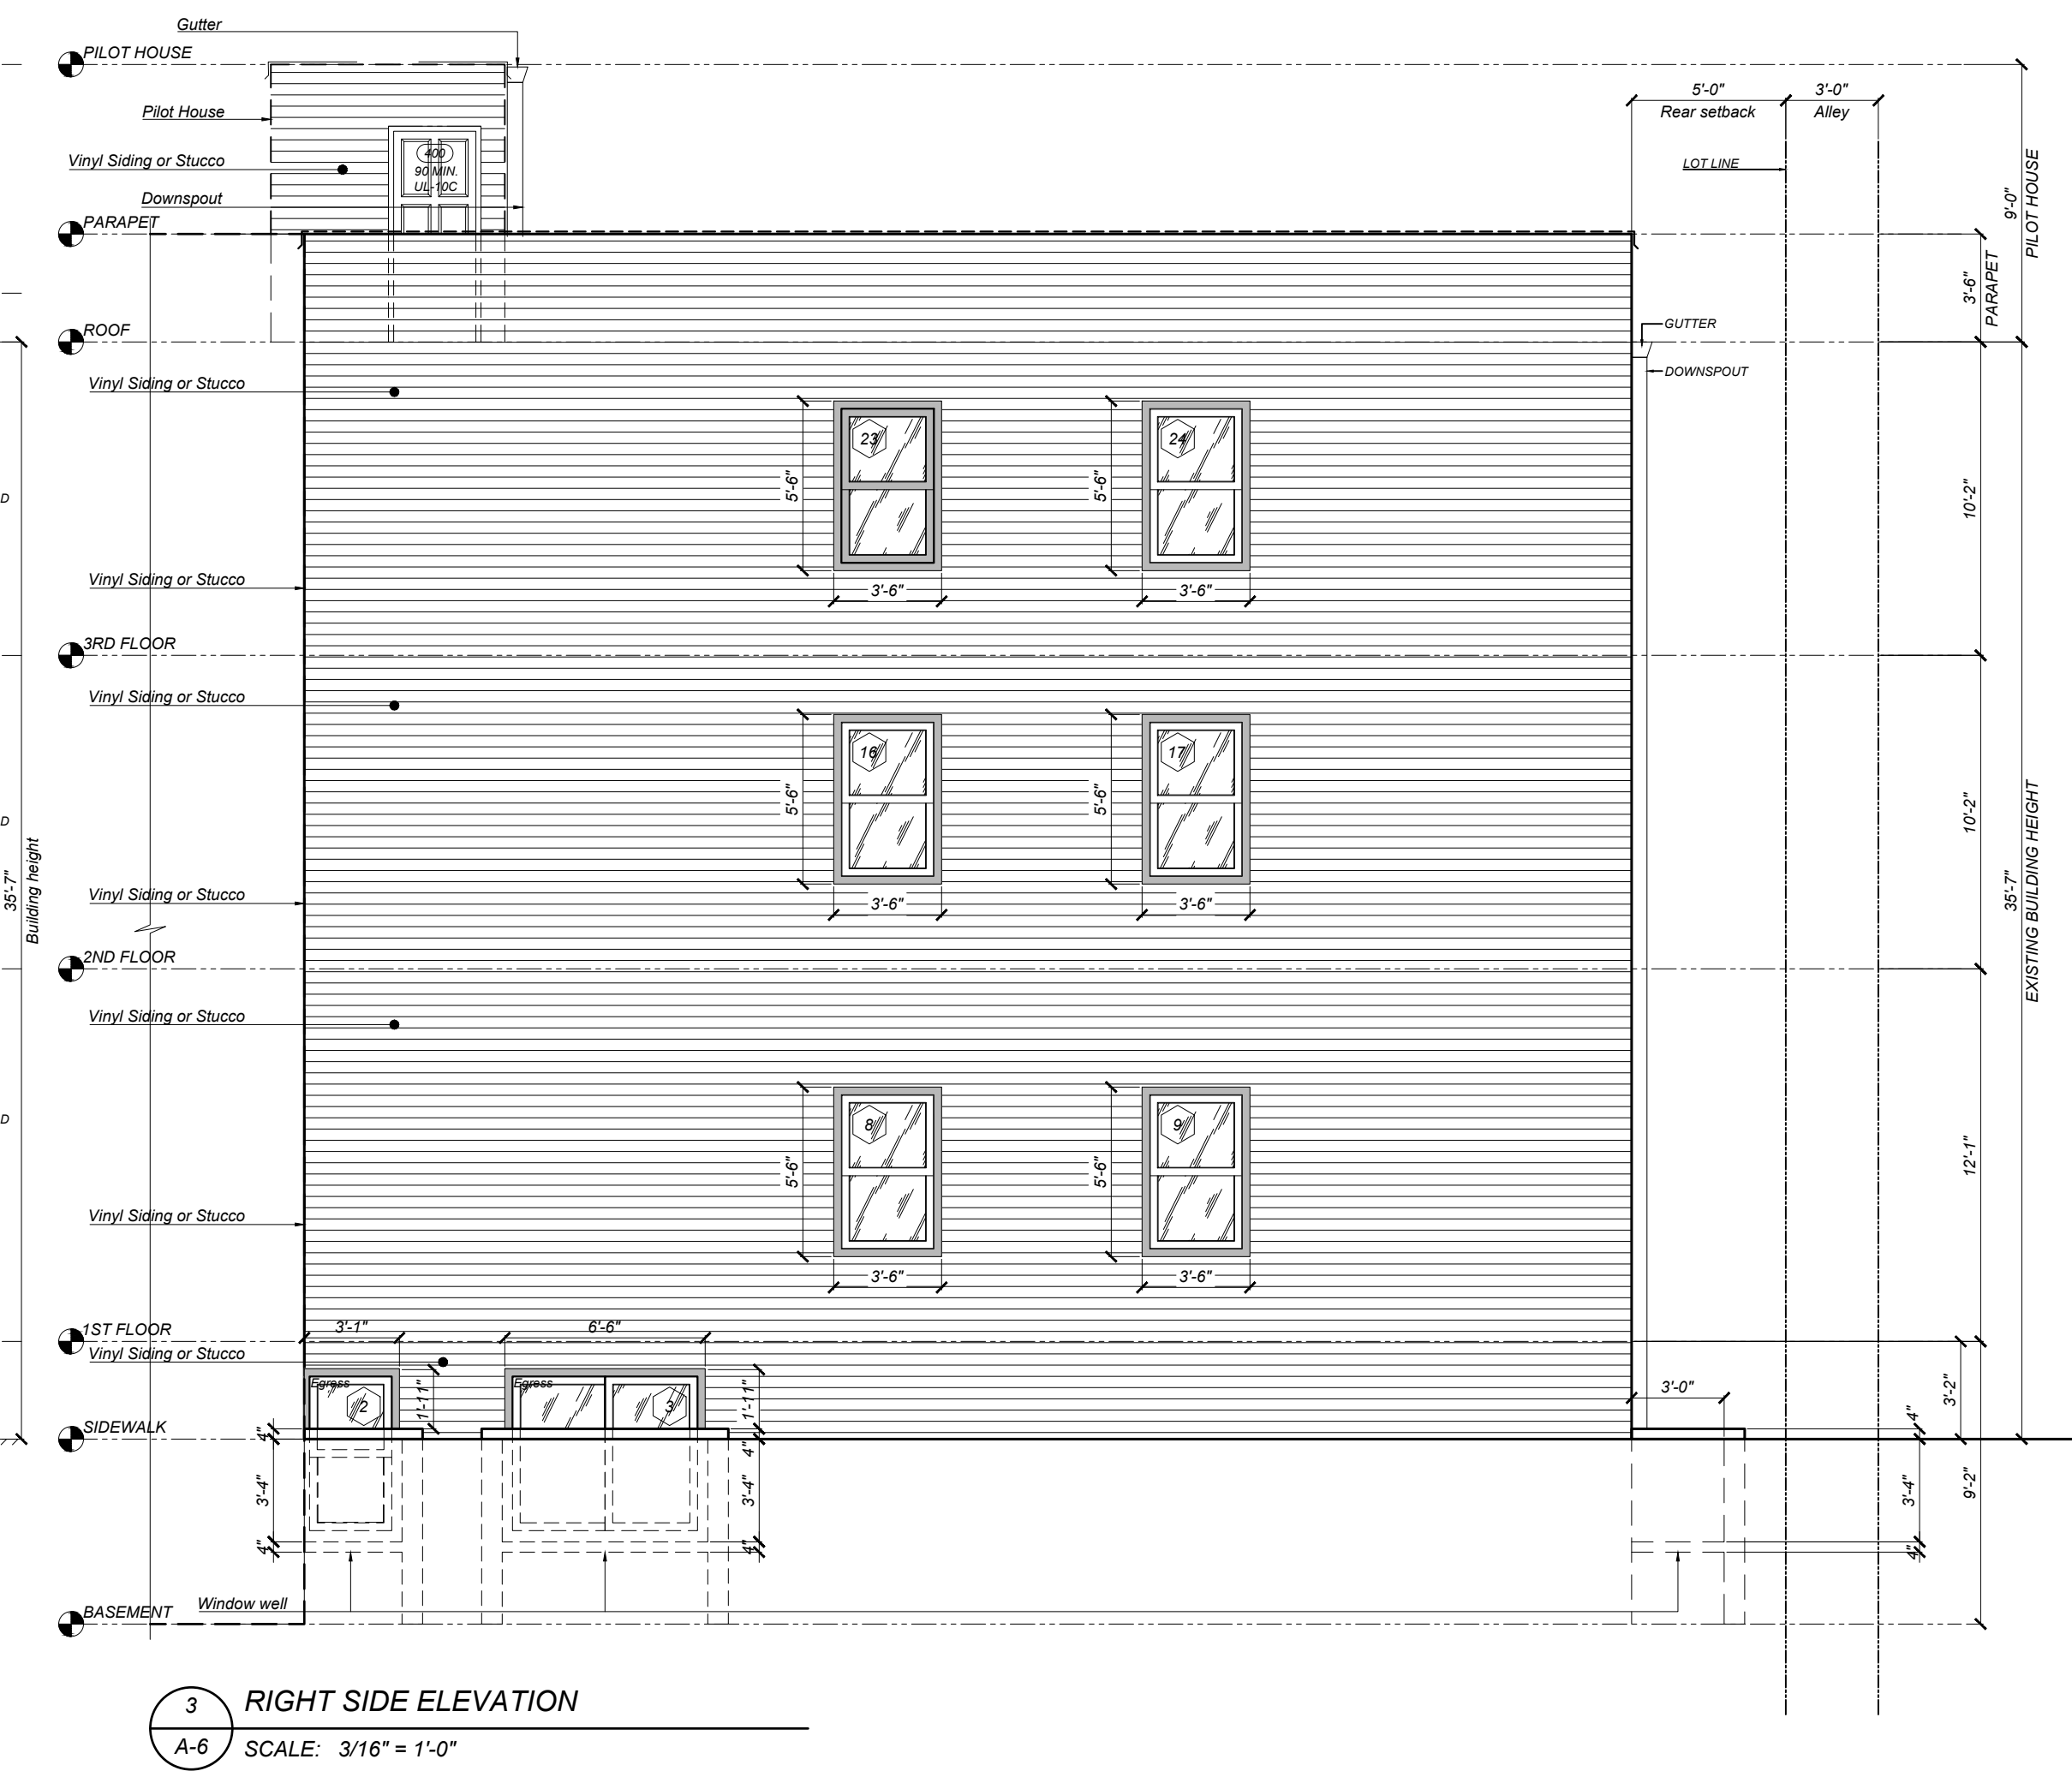 Gutter
PILOT HOUSE
Pilot House
5'-0"
3'-0"
Rear setback
Alley
Vinyl Siding or Stucco
400
90 MIN.
UL-10C
LOT LINE
Downspout
9'-0"
PILOT HOUSE
PARAPET
3'-6"
PARAPET
ROOF
GUTTER
DOWNSPOUT
Vinyl Siding or Stucco
23
24
5'-6"
5'-6"
10'-2"
D
Vinyl Siding or Stucco
3'-6"
3'-6"
3RD FLOOR
Vinyl Siding or Stucco
16
17
5'-6"
5'-6"
10'-2"
D
35'-7"
Building height
35'-7"
EXISTING BUILDING HEIGHT
Vinyl Siding or Stucco
3'-6"
3'-6"
2ND FLOOR
Vinyl Siding or Stucco
8
9
D
5'-6"
5'-6"
12'-1"
Vinyl Siding or Stucco
3'-6"
3'-6"
1ST FLOOR
3'-1"
6'-6"
Vinyl Siding or Stucco
Egress
2
1'-11"
Egress
3
1'-11"
3'-0"
3'-2"
SIDEWALK
4"
4"
4"
3'-4"
3'-4"
3'-4"
9'-2"
4"
4"
4"
Window well
BASEMENT
3
RIGHT SIDE ELEVATION
A-6
SCALE: 3/16" = 1'-0"